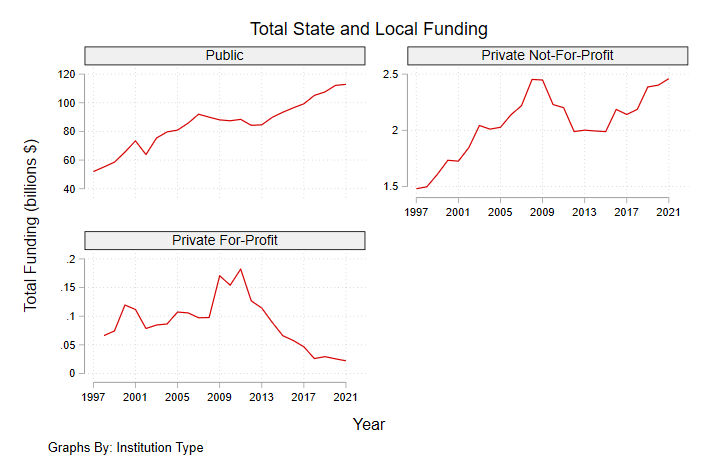 Total State and Local Funding
Public
Private Not-For-Profit
120
100
80
60
40
2.5
2
1.5
1997 2001 2005 2009 2013 2017 2021
Private For-Profit
.2
.15
.1
.05
0
1997 2001 2005 2009 2013 2017 2021
Total Funding (billions $)
Year
Graphs By: Institution Type